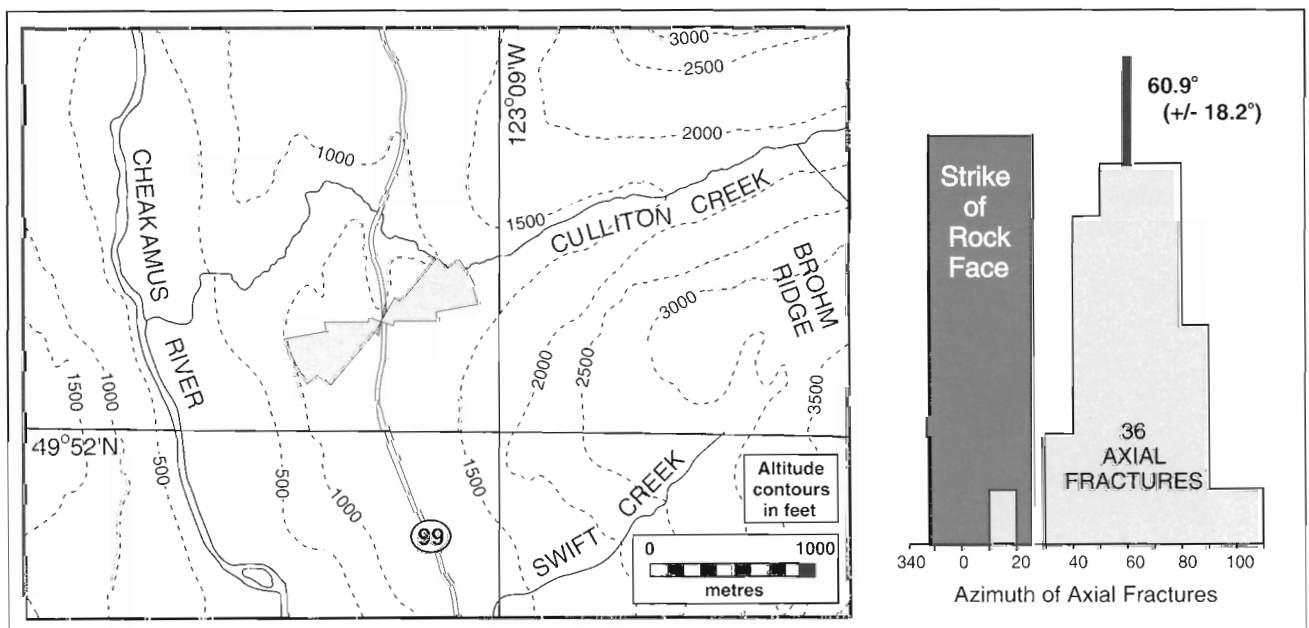 3000
2500
123°09'W
2000
1000
CHEAKAMUS
CULLITON CREEK
1500
BROHM
RIDGE
3000
RIVER
2000
2500
1500
1000
3500
49°52'N
500
500
1000
1500
SWIFT CREEK
99
Altitude
contours
in feet
0 1000
metres
60.9°
(+/- 18.2°)
Strike
of
Rock
Face
36
AXIAL
FRACTURES
340 0 20 40 60 80 100
Azimuth of Axial Fractures